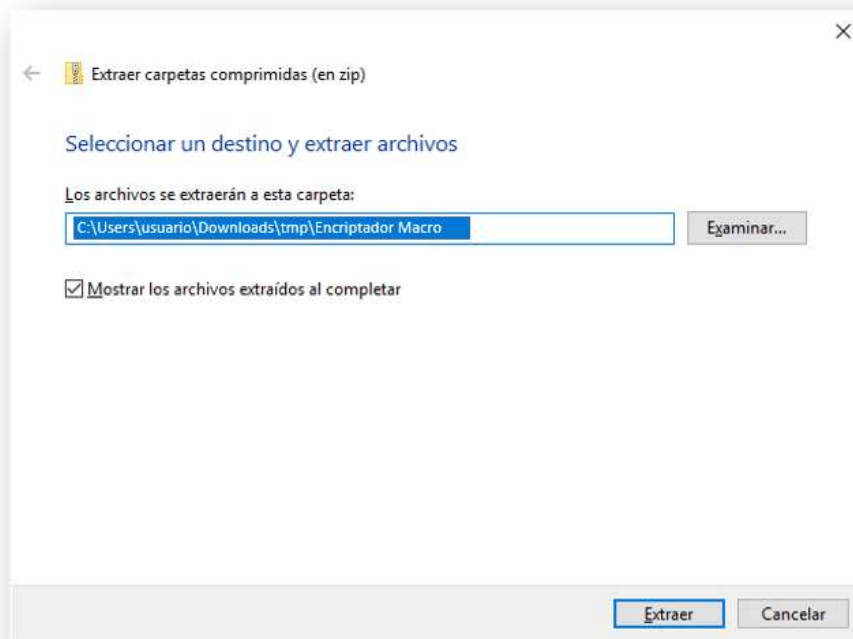 Extraer carpetas comprimidas (en zip)
Seleccionar un destino y extraer archivos
Los archivos se extraerán a esta carpeta:
C:\Users\usuario\Downloads\tmp\Encriptador Macro
Examinar...
Mostrar los archivos extraídos al completar
Extraer
Cancelar